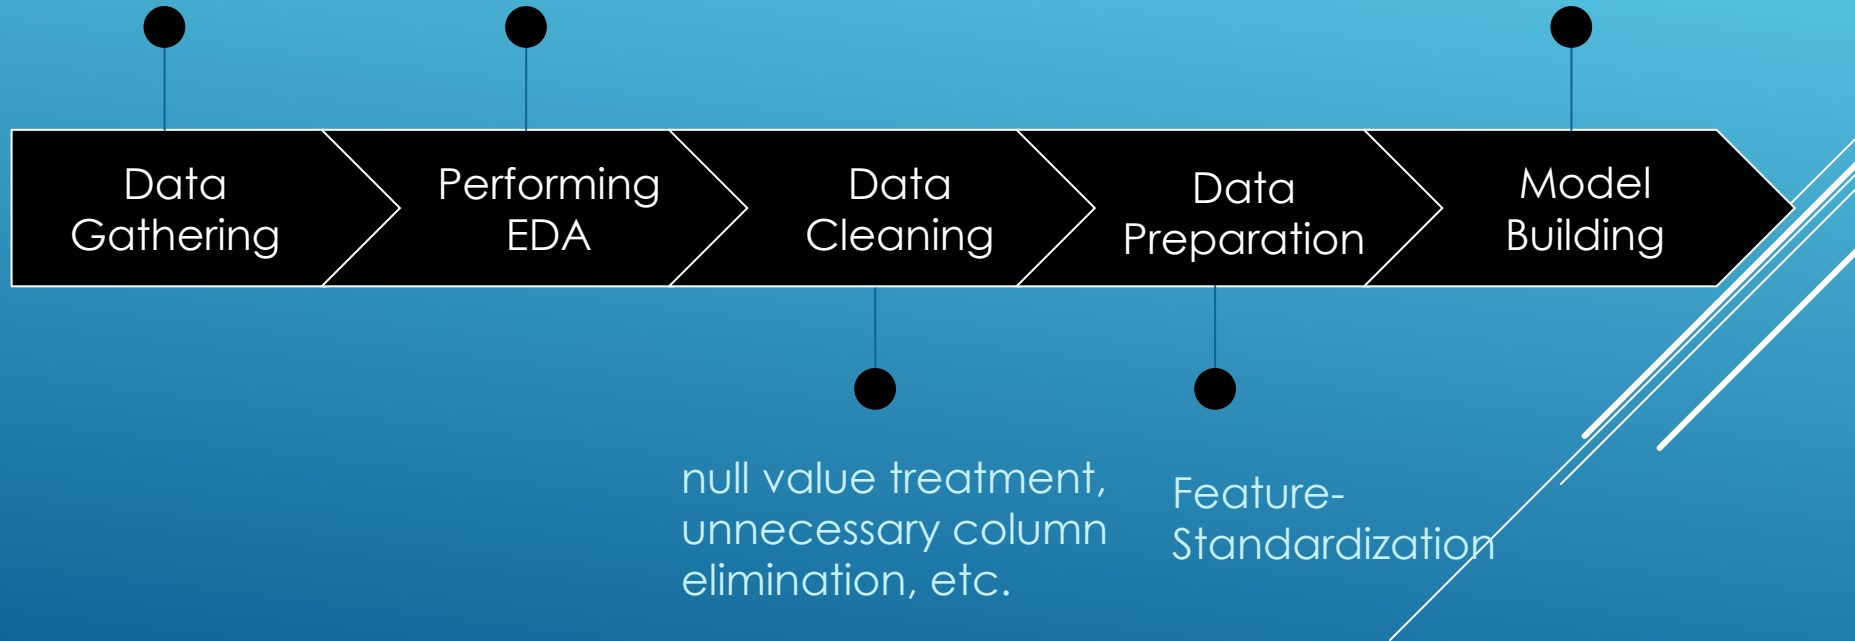 Data
Gathering
Performing
EDA
Data
Cleaning
Data
Preparation
Model
Building
null value treatment,
unnecessary column
elimination, etc.
Feature-
Standardization